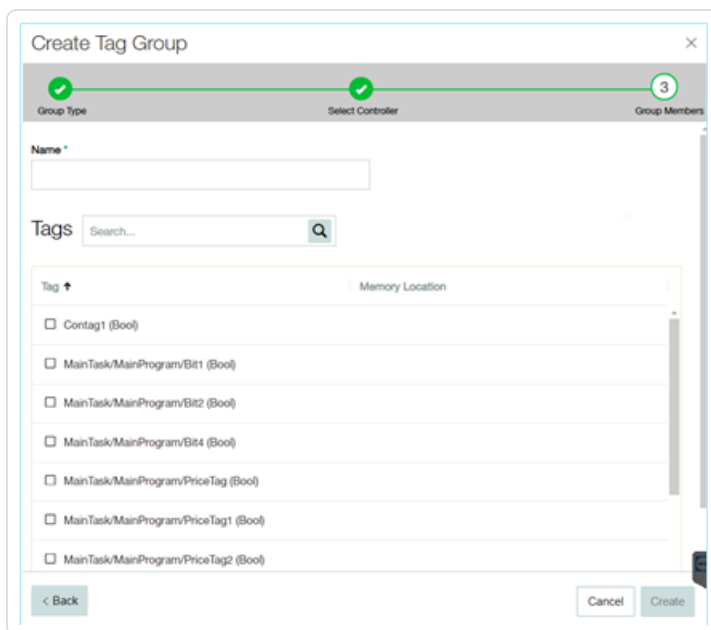 Create Tag Group
3
Group Type Select Controller Group Members
Name *
Tags Search...
Tag Memory Location
Contag1 (Bool)
MainTask/MainProgram/Bit1 (Bool)
MainTask/MainProgram/Bit2 (Bool)
MainTask/MainProgram/Bit4 (Bool)
MainTask/MainProgram/PriceTag (Bool)
MainTask/MainProgram/PriceTag1 (Bool)
MainTask/MainProgram/PriceTag2 (Bool)
< Back Cancel Create